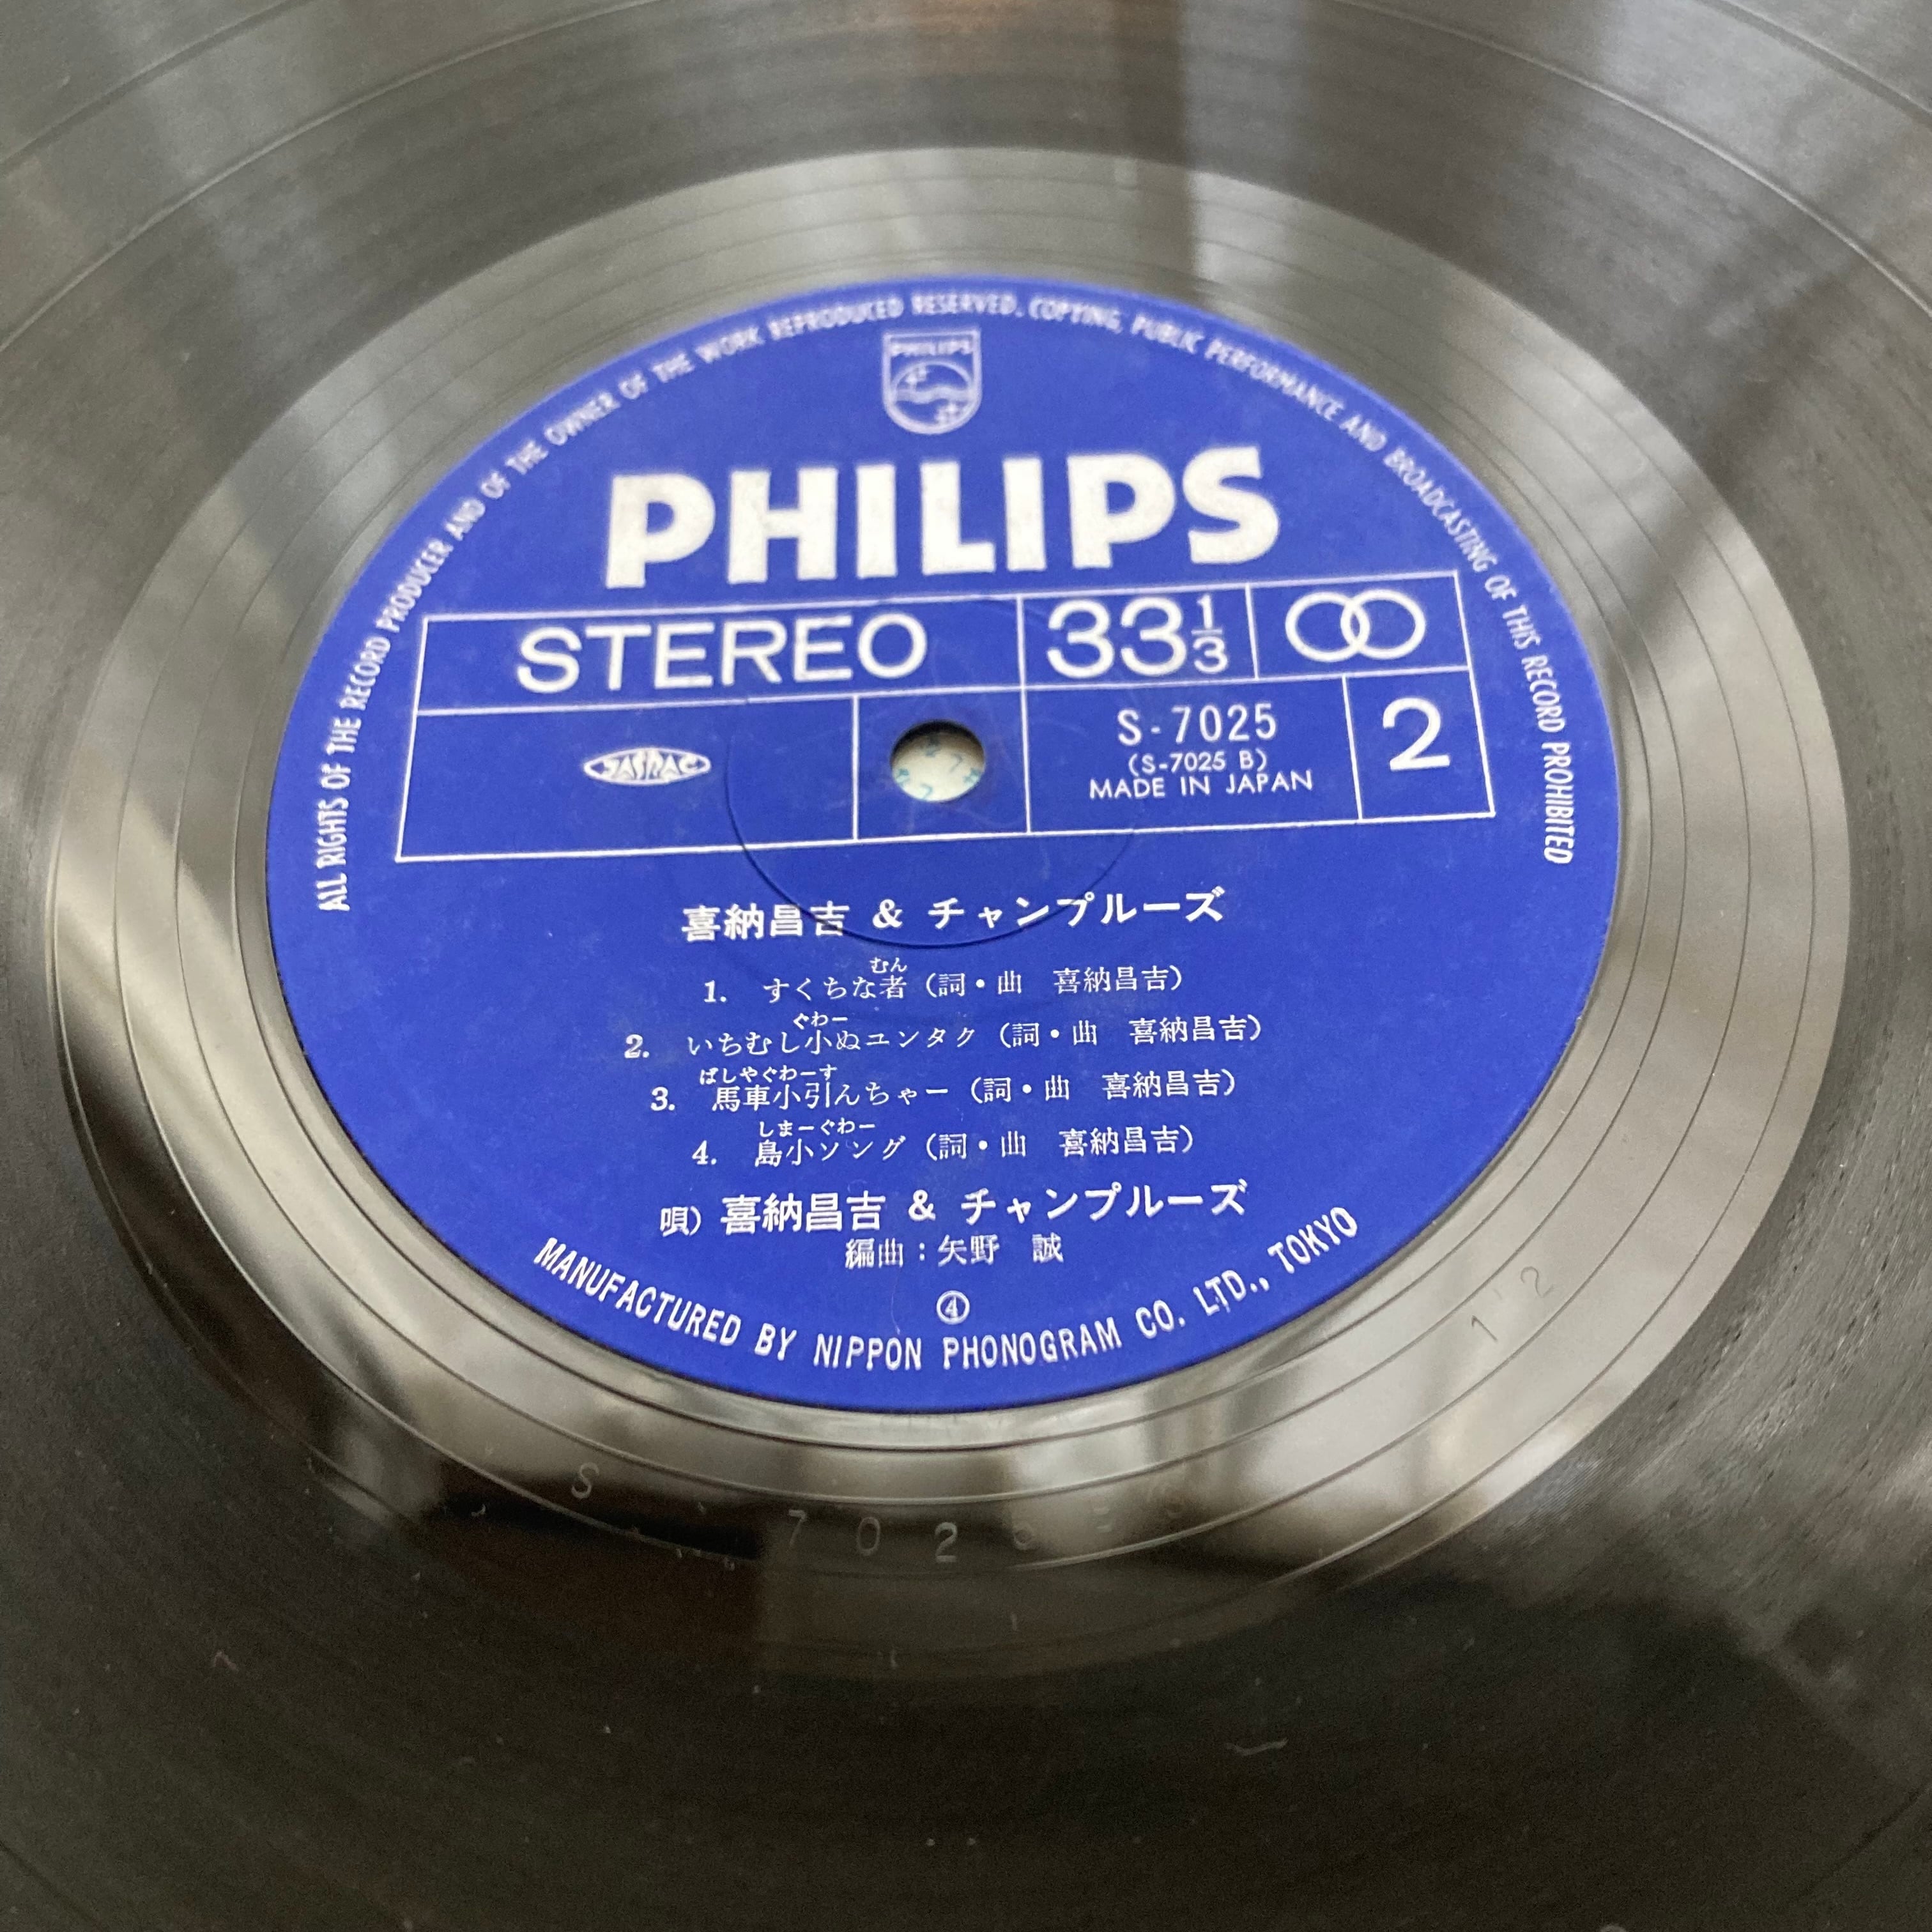 ALL RIGHTS OF THE RECORD PRODUCER AND OF THE OWNER OF THE WORK REPRODUCED RESERVED. COPYING, PUBLIC PERFORMANCE AND BROADCASTING OF THIS RECORD PROHIBITED
PHILIPS
PHILIPS
STEREO 33 1/3
JASRAC
S-7025
(S-7025 B)
MADE IN JAPAN
2
喜納昌吉 & チャンプルーズ
むん
1. すくちな者 (詞・曲 喜納昌吉)
ぐわー
2. いちむし小ぬユンタク (詞・曲 喜納昌吉)
ばしゃぐわーす
3. 馬車小引んちゃー (詞・曲 喜納昌吉)
しまーぐわー
4. 島小ソング (詞・曲 喜納昌吉)
唄) 喜納昌吉 & チャンプルーズ
編曲:矢野 誠
④
MANUFACTURED BY NIPPON PHONOGRAM CO. LTD., TOKYO
1 2
S - 702